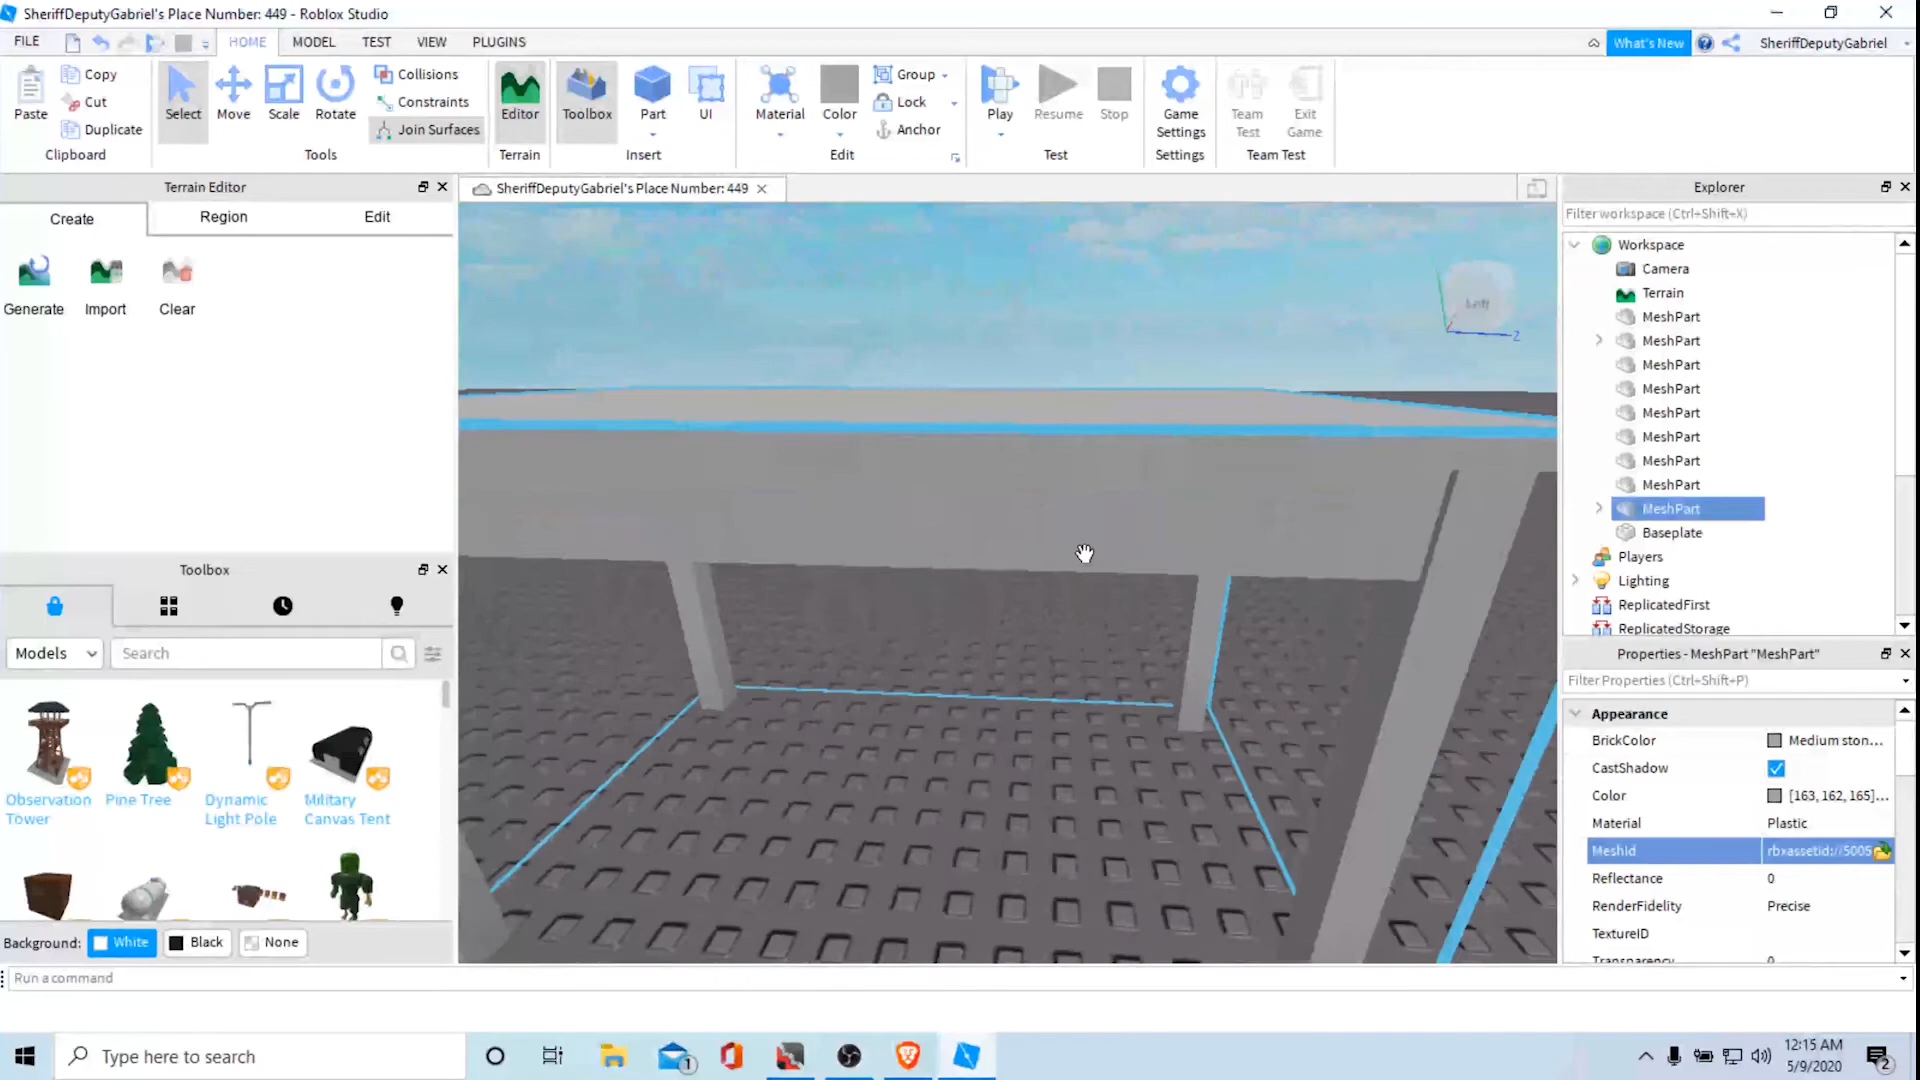 SheriffDeputyGabriel's Place Number: 449 - Roblox Studio
FILE HOME MODEL TEST VIEW PLUGINS What's New SheriffDeputyGabriel
Paste Copy Cut Duplicate Clipboard
Select Move Scale Rotate Collisions Constraints Join Surfaces Tools
Editor Terrain
Toolbox Part UI Insert
Material Color Group Lock Anchor Edit
Play Resume Stop Test
Game Settings Settings
Team Test Exit Game Team Test
Terrain Editor
Create Region Edit
Generate Import Clear
Toolbox
Models Search
Observation Tower
Pine Tree
Dynamic Light Pole
Military Canvas Tent
Background: White Black None
Run a command
SheriffDeputyGabriel's Place Number: 449
Z
Explorer
Filter workspace (Ctrl+Shift+X)
Workspace
Camera
Terrain
MeshPart
MeshPart
MeshPart
MeshPart
MeshPart
MeshPart
MeshPart
MeshPart
MeshPart
Baseplate
Players
Lighting
ReplicatedFirst
ReplicatedStorage
Properties - MeshPart "MeshPart"
Filter Properties (Ctrl+Shift+P)
Appearance
BrickColor Medium ston...
CastShadow
Color [163, 162, 165]...
Material Plastic
MeshId rbxassetid://5005
Reflectance 0
RenderFidelity Precise
TextureID
Transparency 0
Type here to search
1
12:15 AM
5/9/2020
2